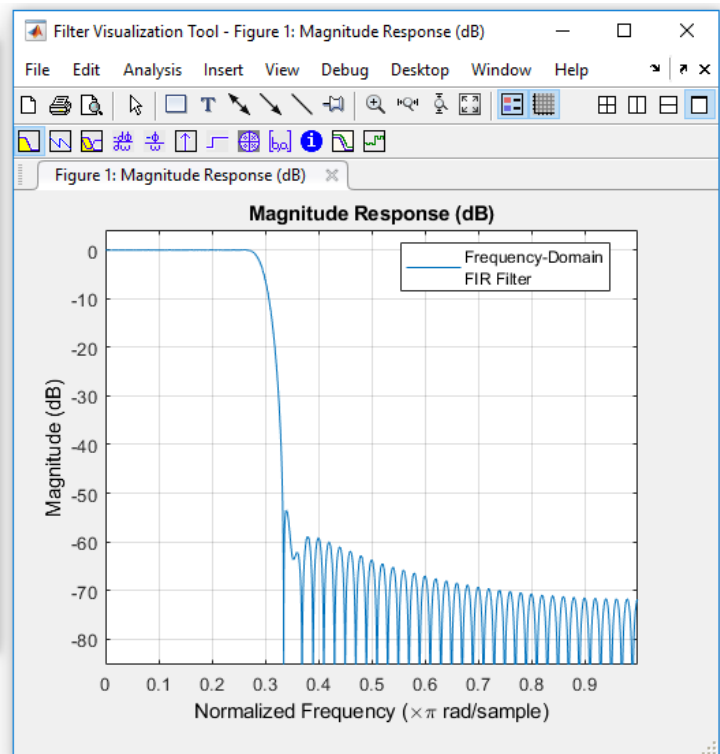 Filter Visualization Tool - Figure 1: Magnitude Response (dB)
File Edit Analysis Insert View Debug Desktop Window Help
Figure 1: Magnitude Response (dB)
Magnitude Response (dB)
Frequency-Domain
FIR Filter
0
-10
-20
-30
-40
-50
-60
-70
-80
Magnitude (dB)
0 0.1 0.2 0.3 0.4 0.5 0.6 0.7 0.8 0.9
Normalized Frequency (×π rad/sample)